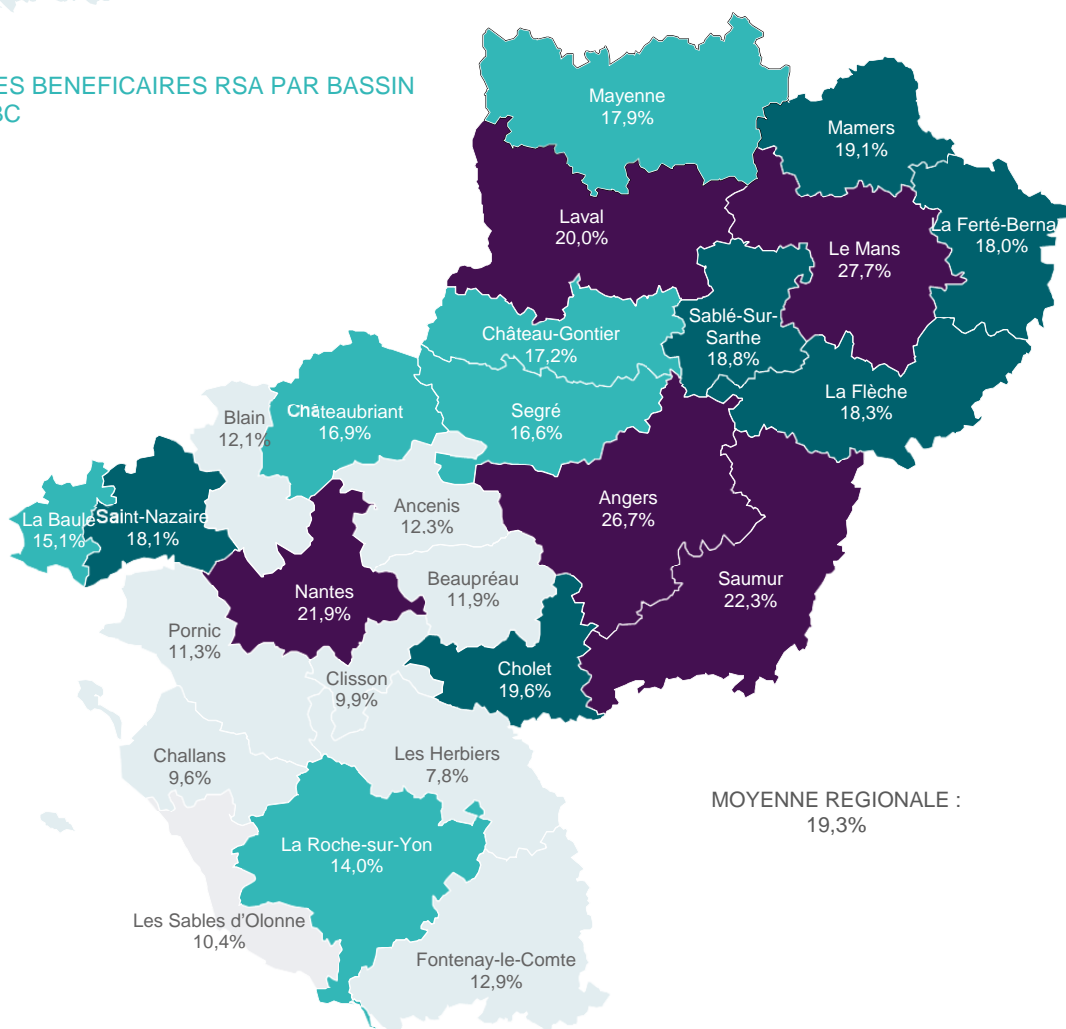 ES BENEFICAIRES RSA PAR BASSIN
BC
Mayenne
17,9%
Mamers
19,1%
Laval
20,0%
La Ferté-Berna
18,0%
Le Mans
27,7%
Sablé-Sur-
Sarthe
18,8%
Château-Gontier
17,2%
La Flèche
18,3%
Châteaubriant
16,9%
Segré
16,6%
Blain
12,1%
Ancenis
12,3%
Angers
26,7%
La Baule
15,1%
Saint-Nazaire
18,1%
Beaupréau
11,9%
Saumur
22,3%
Nantes
21,9%
Pornic
11,3%
Clisson
9,9%
Cholet
19,6%
Challans
9,6%
Les Herbiers
7,8%
MOYENNE REGIONALE :
19,3%
La Roche-sur-Yon
14,0%
Les Sables d'Olonne
10,4%
Fontenay-le-Comte
12,9%